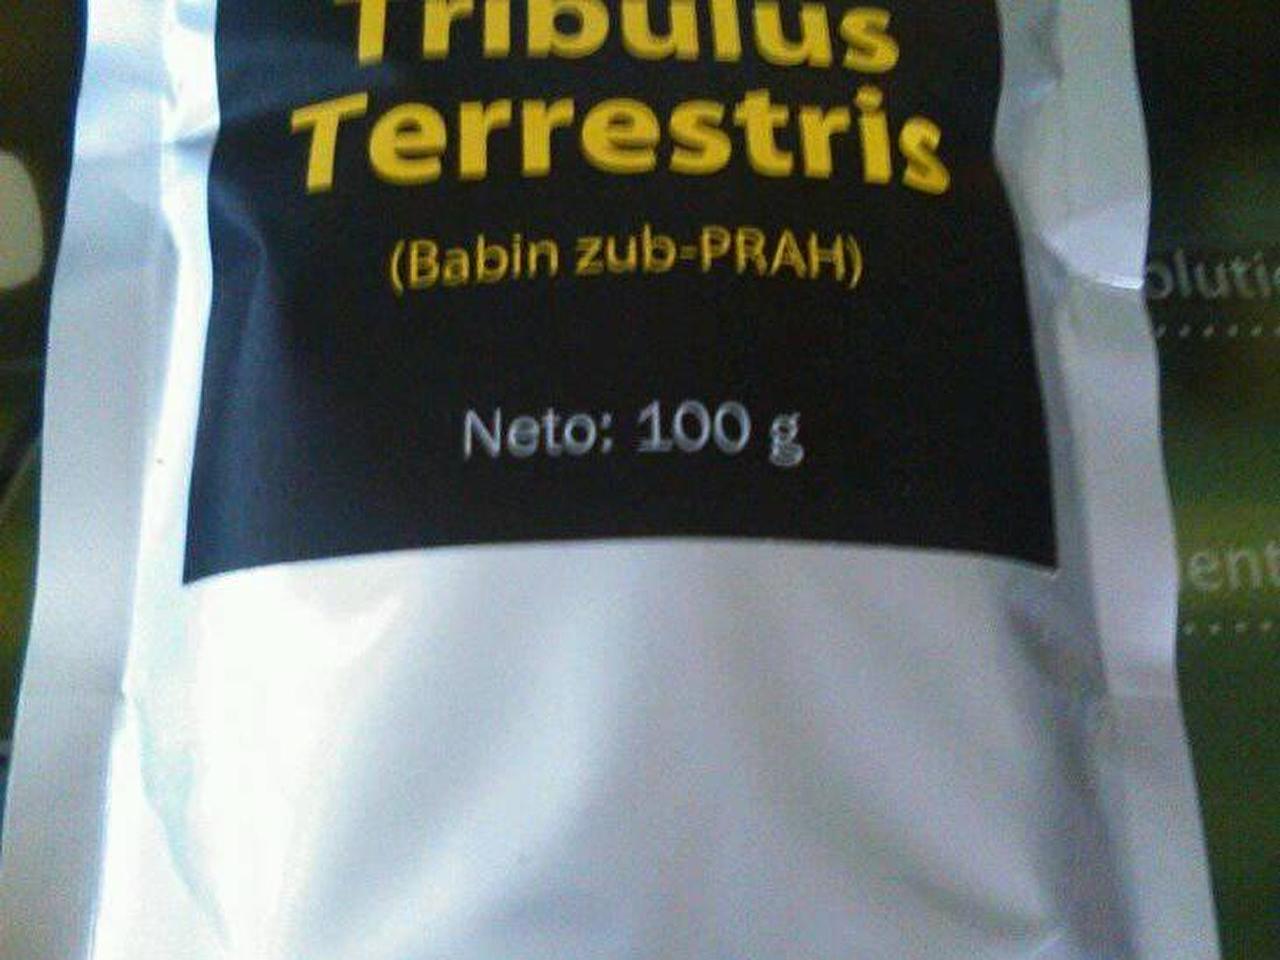 Tribulus
Terrestris
(Babin zub-PRAH)
Neto: 100 g